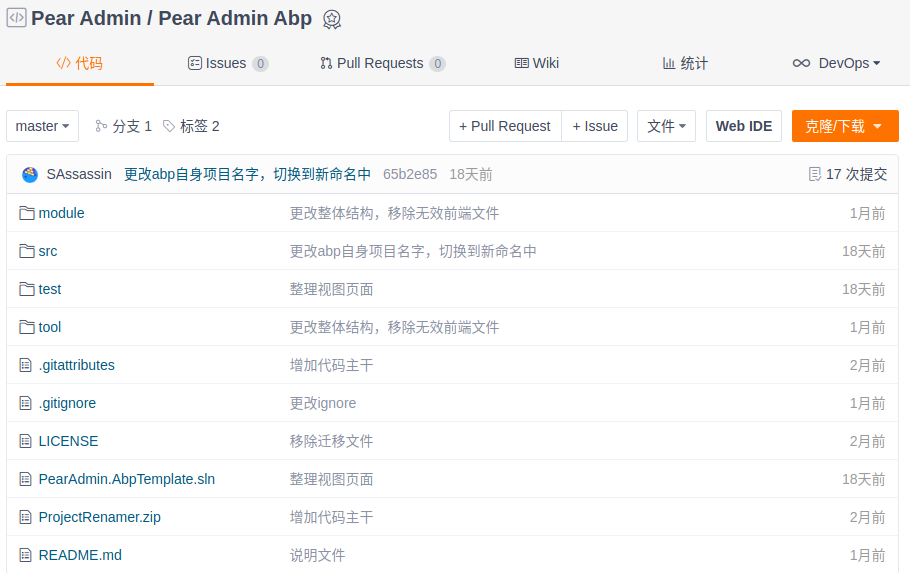 Pear Admin / Pear Admin Abp
代码 Issues 0 Pull Requests 0 Wiki 统计 DevOps
master 分支 1 标签 2 + Pull Request + Issue 文件 Web IDE 克隆/下载
SAssassin 更改abp自身项目名字，切换到新命名中 65b2e85 18天前 17 次提交
module 更改整体结构，移除无效前端文件 1月前
src 更改abp自身项目名字，切换到新命名中 18天前
test 整理视图页面 18天前
tool 更改整体结构，移除无效前端文件 1月前
.gitattributes 增加代码主干 2月前
.gitignore 更改ignore 1月前
LICENSE 移除迁移文件 2月前
PearAdmin.AbpTemplate.sln 整理视图页面 18天前
ProjectRenamer.zip 增加代码主干 2月前
README.md 说明文件 1月前